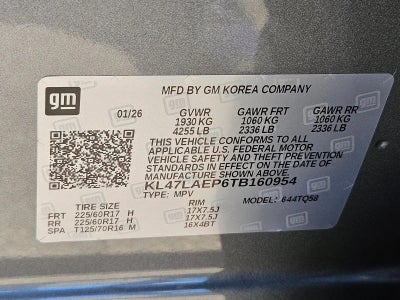 gm
MFD BY GM KOREA COMPANY
01/26 GVWR GAWR FRT GAWR RR
1930 KG 1060 KG 1060 KG
4255 LB 2336 LB 2336 LB
THIS VEHICLE CONFORMS TO ALL
APPLICABLE U.S. FEDERAL MOTOR
VEHICLE SAFETY AND THEFT PREVENTION
STANDARDS IN EFFECT ON THE DATE OF
MANUFACTURE SHOWN ABOVE.
KL47LAEP6TB160954
TYPE: MPV MODEL: 644TQ58
TIRE SIZE RIM
FRT 225/60R17 H 17X7.5J
RR 225/60R17 H 17X7.5J
SPA T125/70R16 M 16X4BT